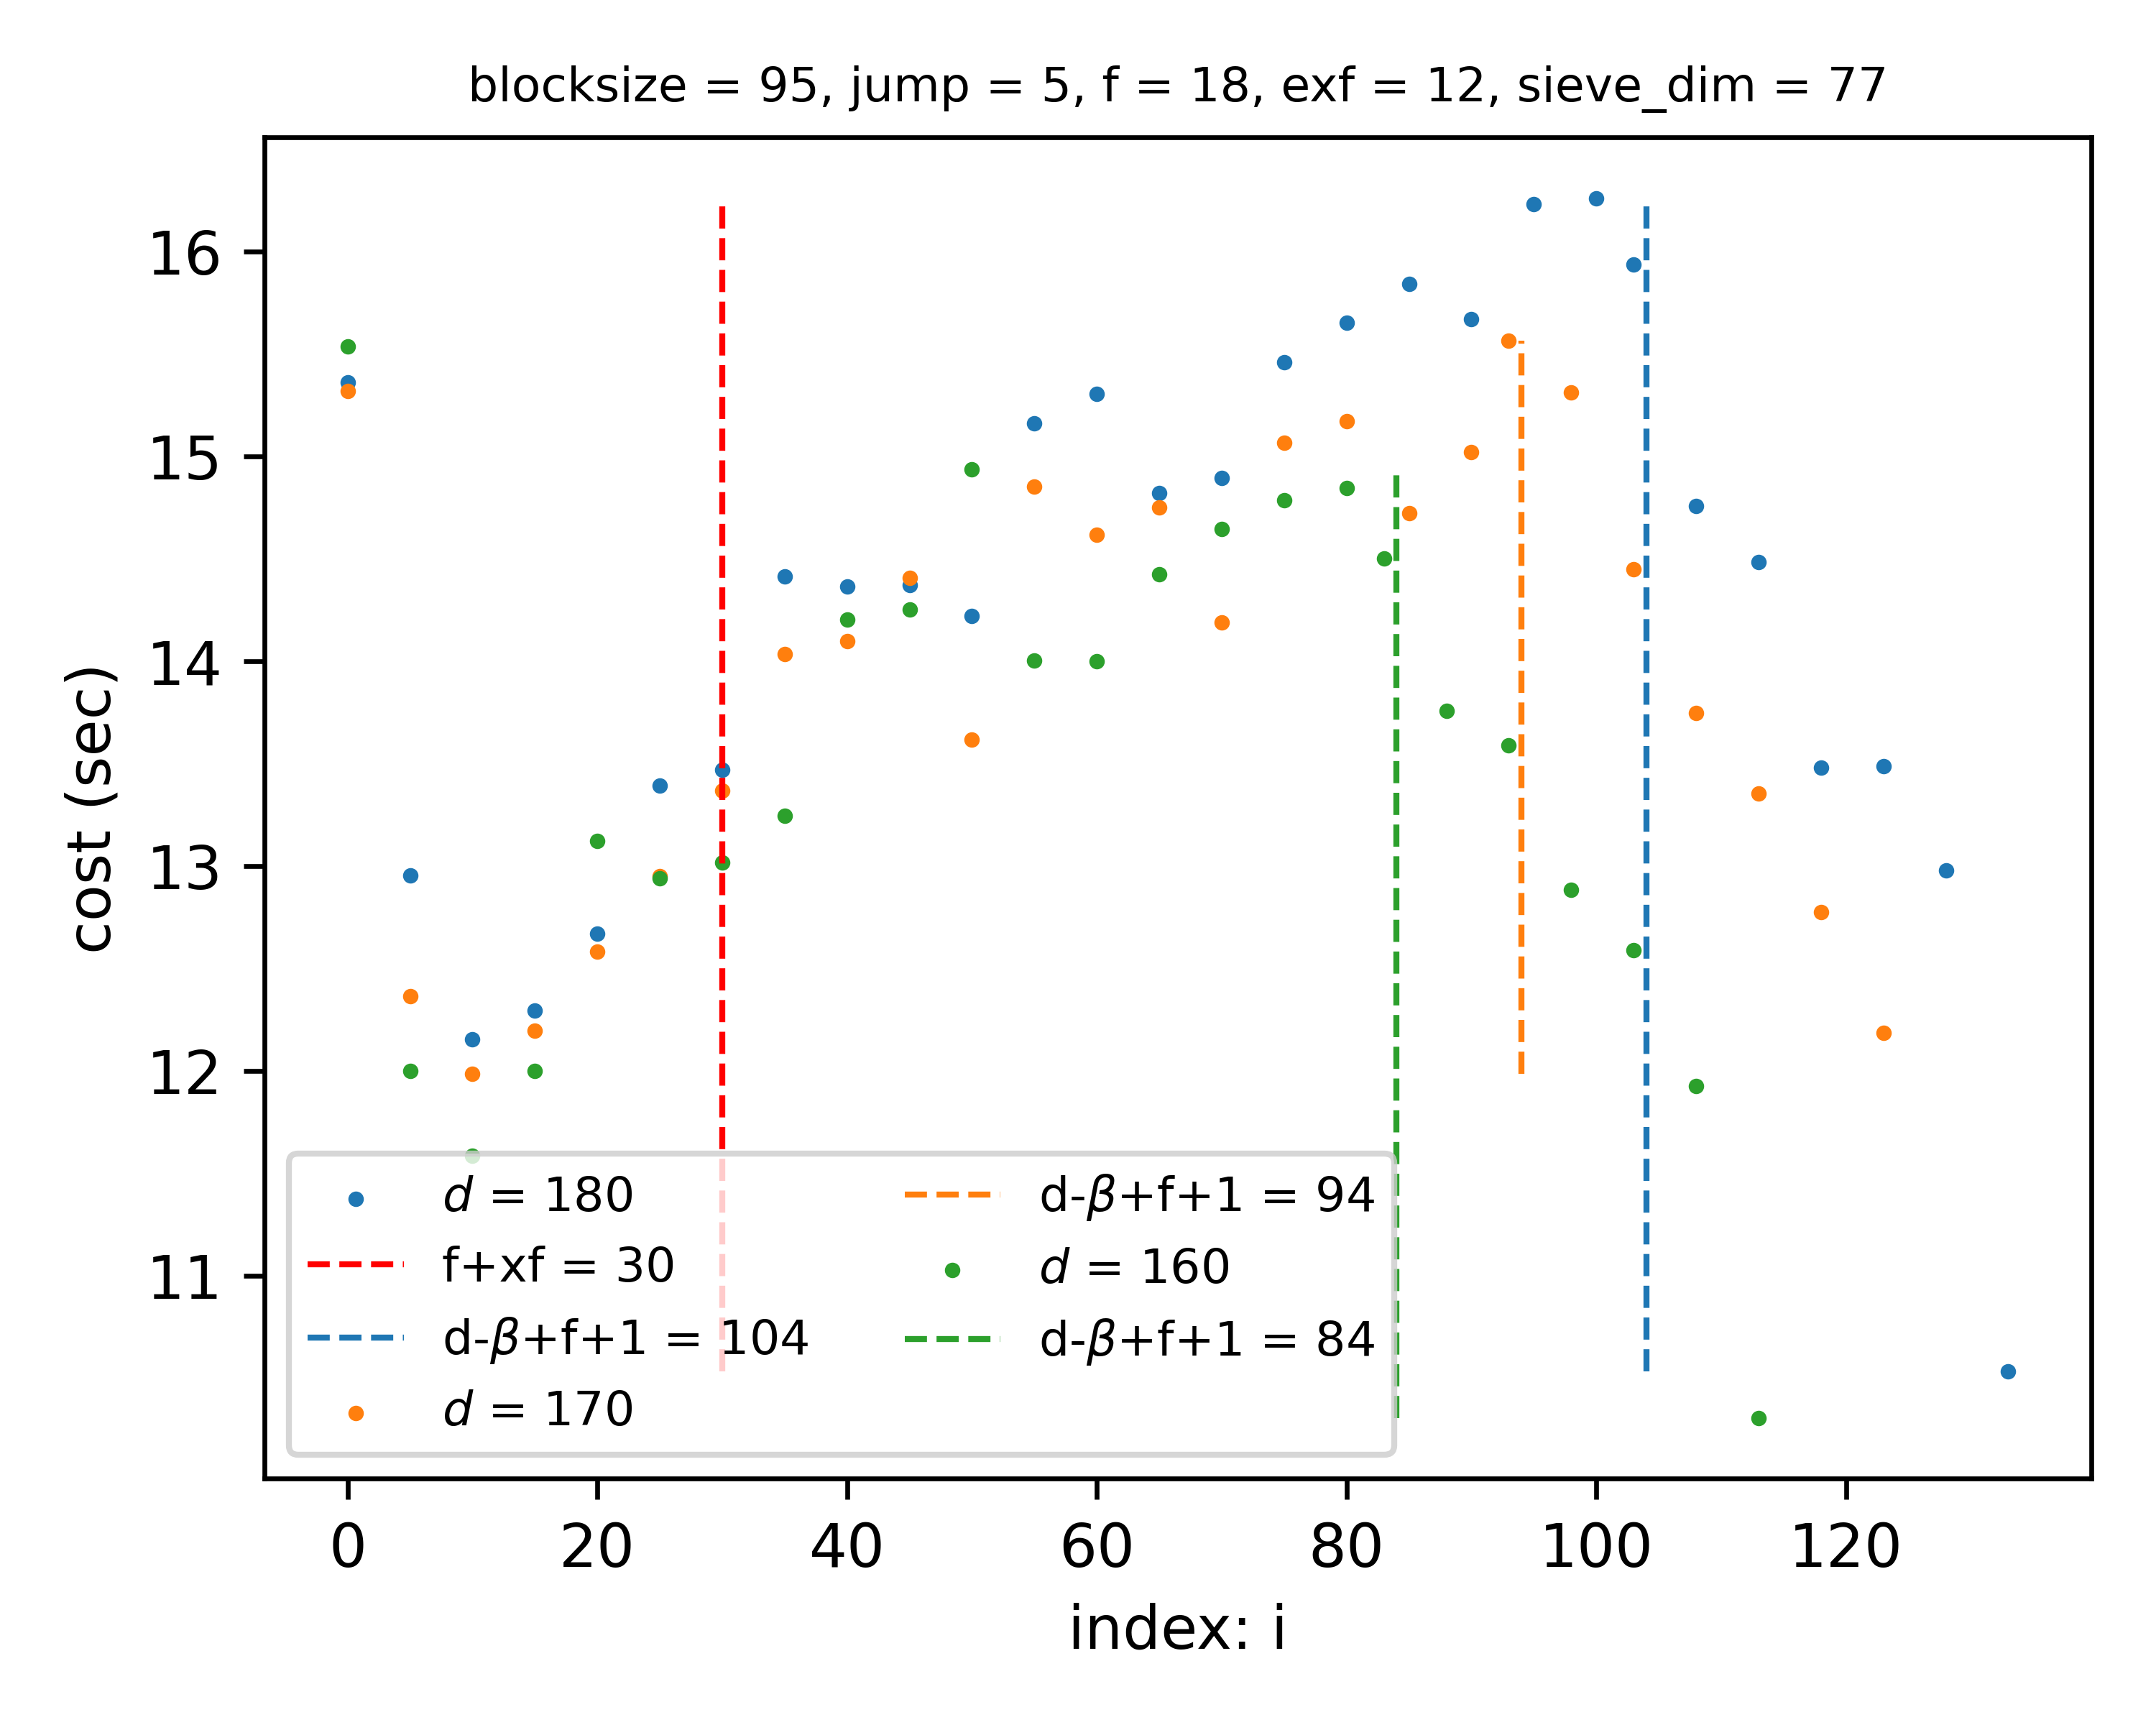 blocksize = 95, jump = 5, f = 18, exf = 12, sieve_dim = 77
cost (sec)
16
15
14
13
12
11
d = 180
f+xf = 30
d-β+f+1 = 104
d = 170
d-β+f+1 = 94
d = 160
d-β+f+1 = 84
0 20 40 60 80 100 120
index: i